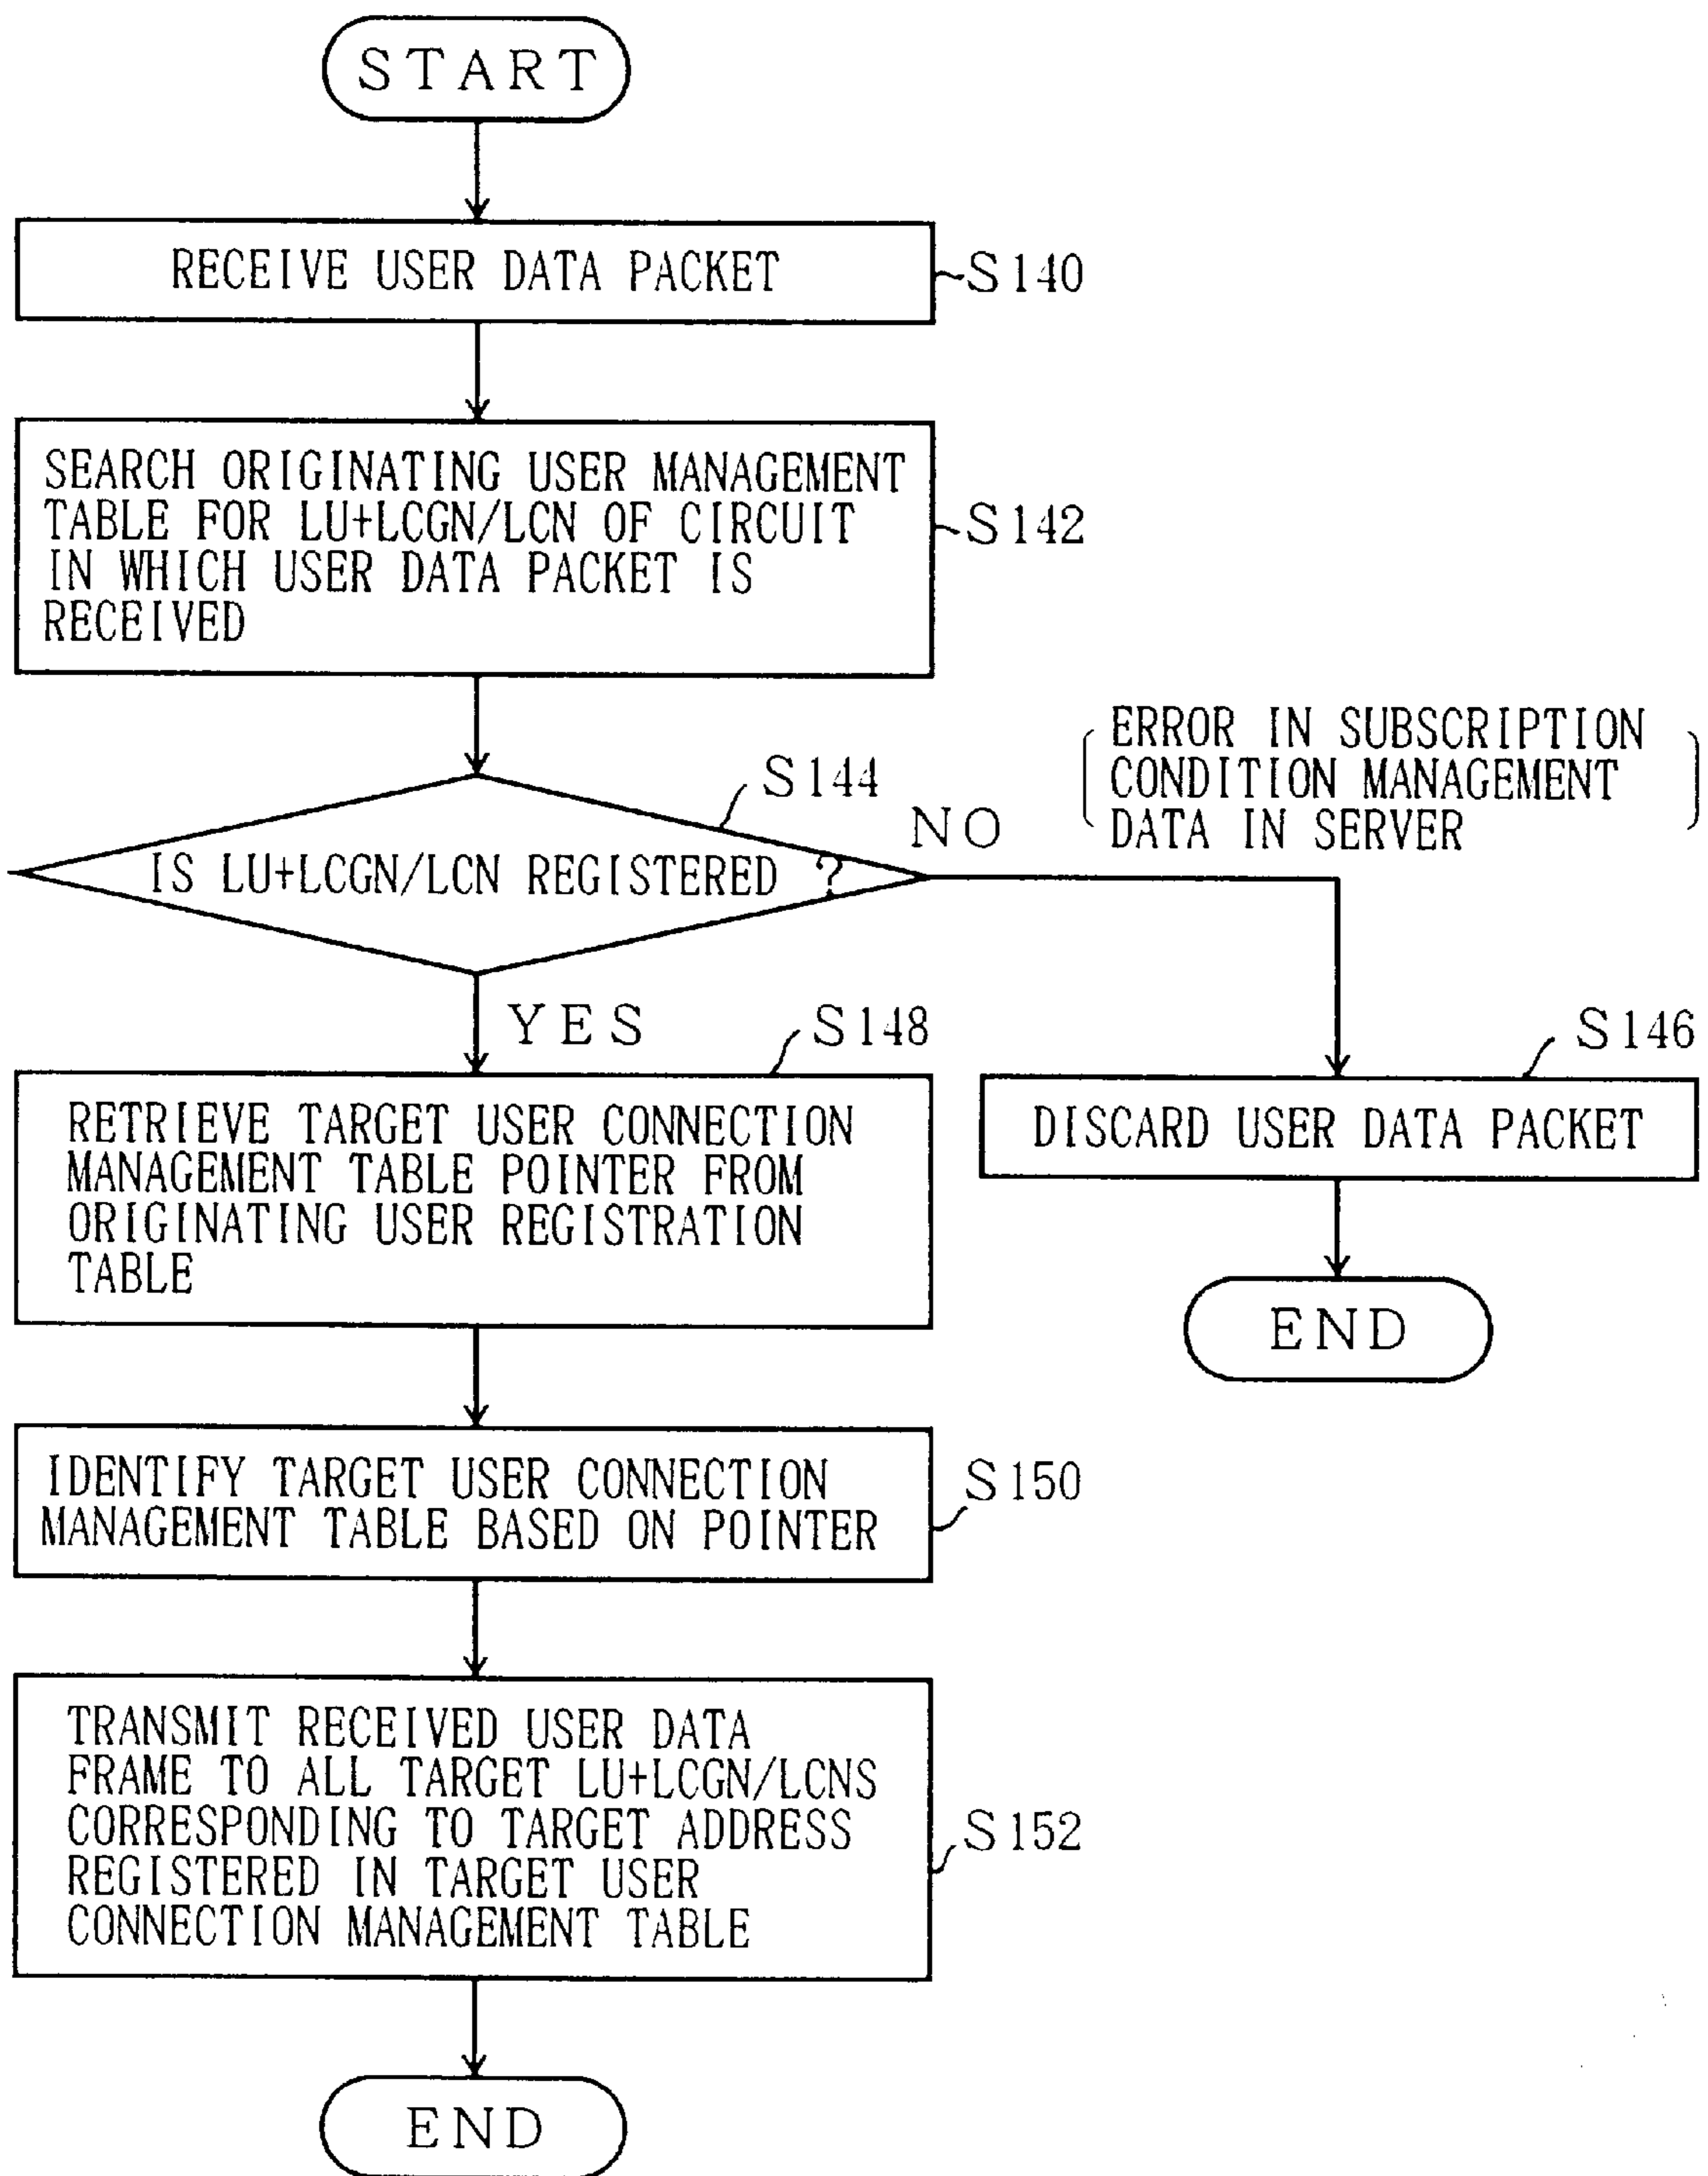 START
RECEIVE USER DATA PACKET
S140
SEARCH ORIGINATING USER MANAGEMENT
TABLE FOR LU+LCGN/LCN OF CIRCUIT
IN WHICH USER DATA PACKET IS
RECEIVED
S142
S144
IS LU+LCGN/LCN REGISTERED ?
NO
ERROR IN SUBSCRIPTION
CONDITION MANAGEMENT
DATA IN SERVER
YES
S148
RETRIEVE TARGET USER CONNECTION
MANAGEMENT TABLE POINTER FROM
ORIGINATING USER REGISTRATION
TABLE
S146
DISCARD USER DATA PACKET
END
IDENTIFY TARGET USER CONNECTION
MANAGEMENT TABLE BASED ON POINTER
S150
TRANSMIT RECEIVED USER DATA
FRAME TO ALL TARGET LU+LCGN/LCNS
CORRESPONDING TO TARGET ADDRESS
REGISTERED IN TARGET USER
CONNECTION MANAGEMENT TABLE
S152
END